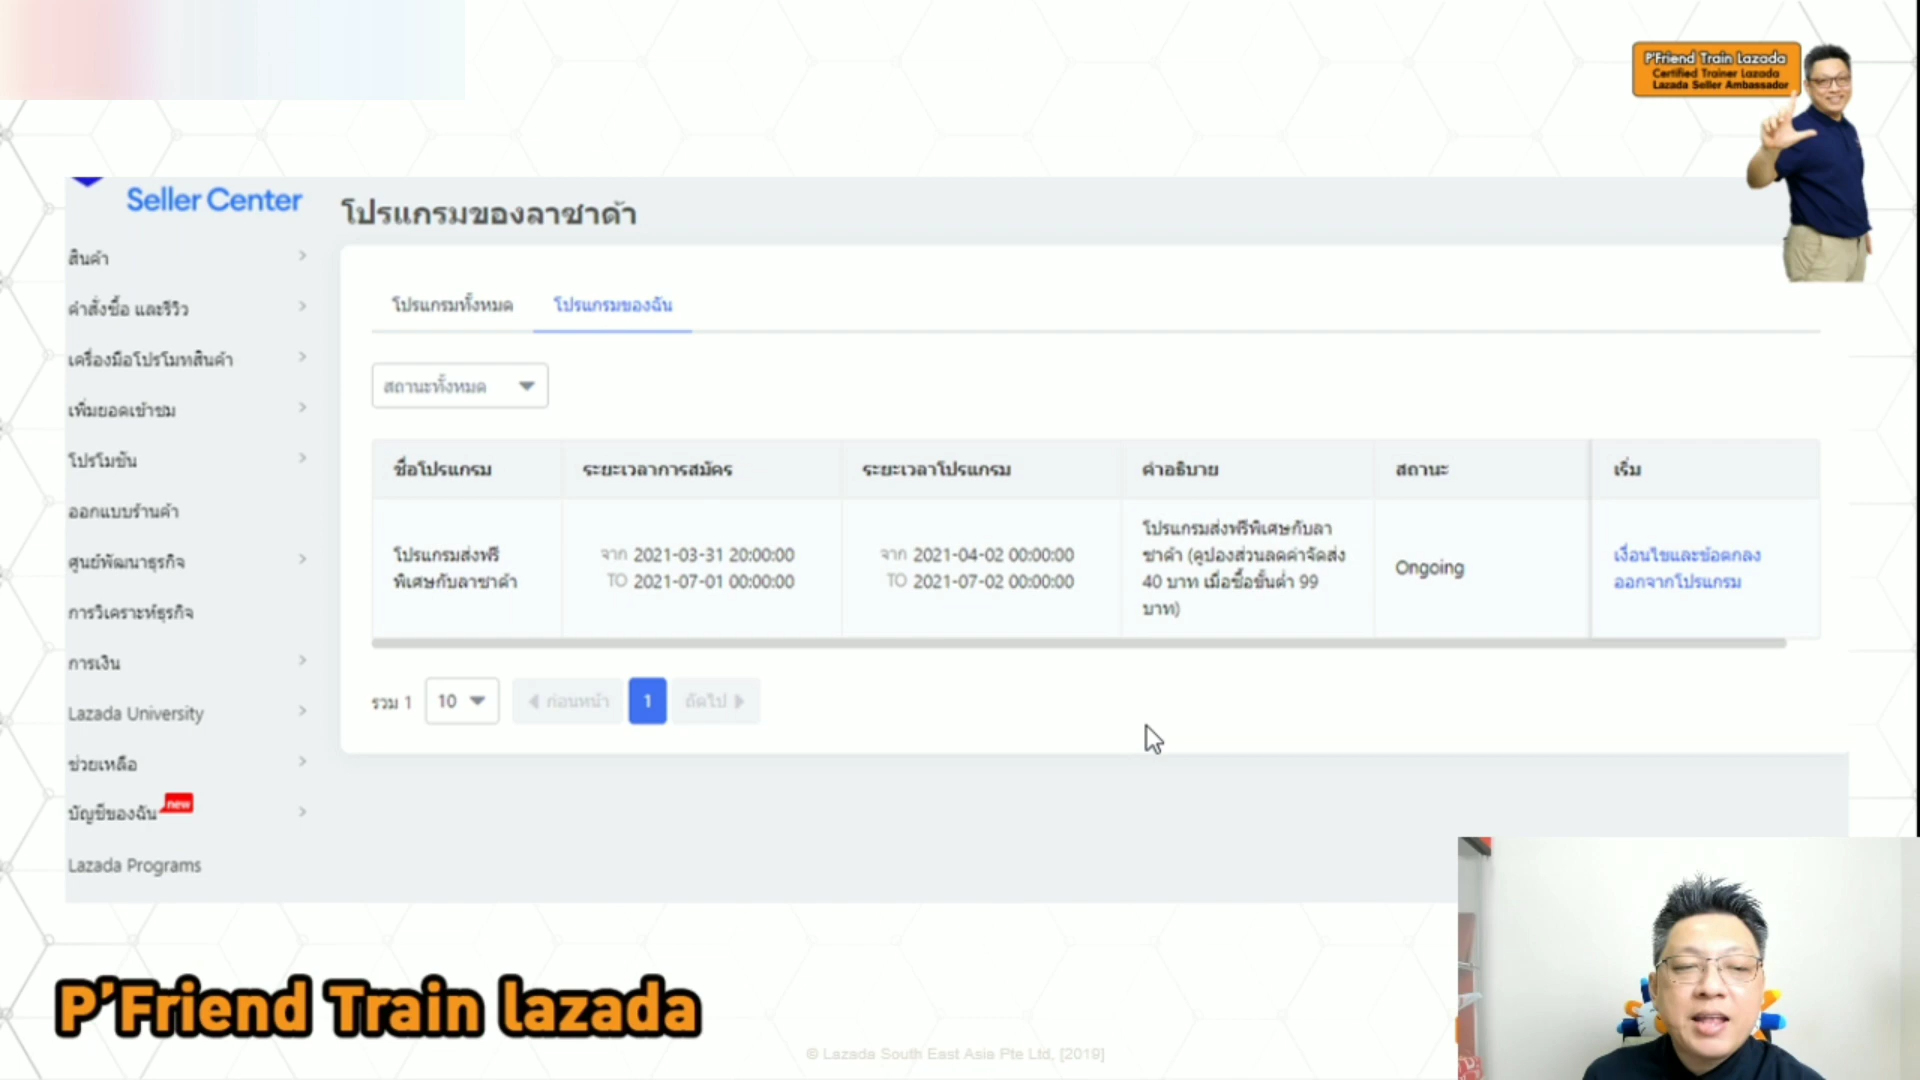 P'Friend Train Lazada
Certified Trainer Lazada
Lazada Seller Ambassador
Seller Center
โปรแกรมของลาซาด้า
สินค้า
คำสั่งซื้อ และรีวิว
เครื่องมือโปรโมทสินค้า
เพิ่มยอดเข้าชม
โปรโมชัน
ออกแบบร้านค้า
ศูนย์พัฒนาธุรกิจ
การวิเคราะห์ธุรกิจ
การเงิน
Lazada University
ช่วยเหลือ
บัญชีของฉัน new
Lazada Programs
โปรแกรมทั้งหมด โปรแกรมของฉัน
สถานะทั้งหมด
ชื่อโปรแกรม ระยะเวลาการสมัคร ระยะเวลาโปรแกรม คำอธิบาย สถานะ เริ่ม
โปรแกรมส่งฟรี
พิเศษกับลาซาด้า
จาก 2021-03-31 20:00:00
TO 2021-07-01 00:00:00
จาก 2021-04-02 00:00:00
TO 2021-07-02 00:00:00
โปรแกรมส่งฟรีพิเศษกับลา
ซาด้า (คูปองส่วนลดค่าจัดส่ง
40 บาท เมื่อซื้อขั้นต่ำ 99
บาท)
Ongoing
เงื่อนไขและข้อตกลง
ออกจากโปรแกรม
รวม 1 10 ก่อนหน้า 1 ถัดไป
P'Friend Train lazada
© Lazada South East Asia Pte Ltd, [2019]